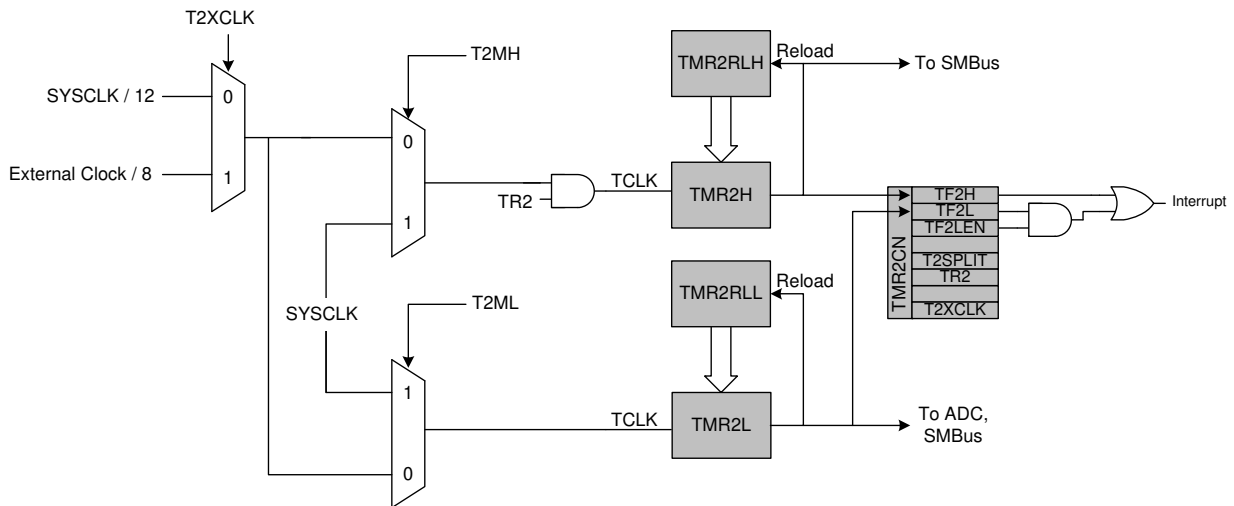 T2XCLK
SYSCLK / 12
0
External Clock / 8
1
T2MH
0
1
TR2
TCLK
TMR2RLH
Reload
To SMBus
TMR2H
TMR2CN
TF2H
TF2L
TF2LEN
T2SPLIT
TR2
T2XCLK
Interrupt
SYSCLK
T2ML
1
0
TCLK
TMR2RLL
Reload
TMR2L
To ADC,
SMBus